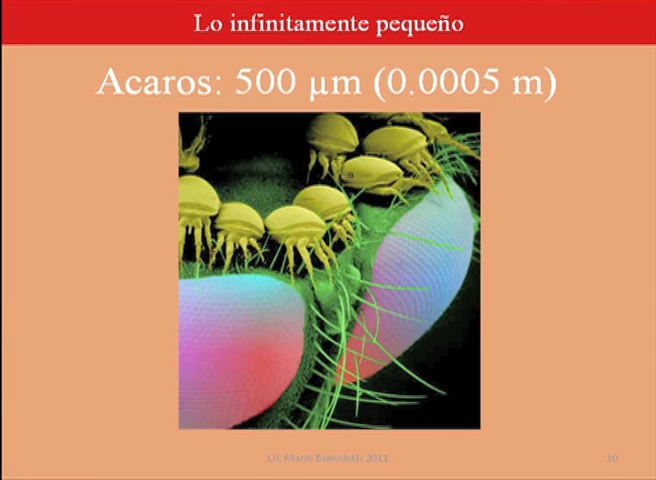 Lo infinitamente pequeño
Acaros: 500 µm (0.0005 m)
LIC Mario Benedetti 2011
10